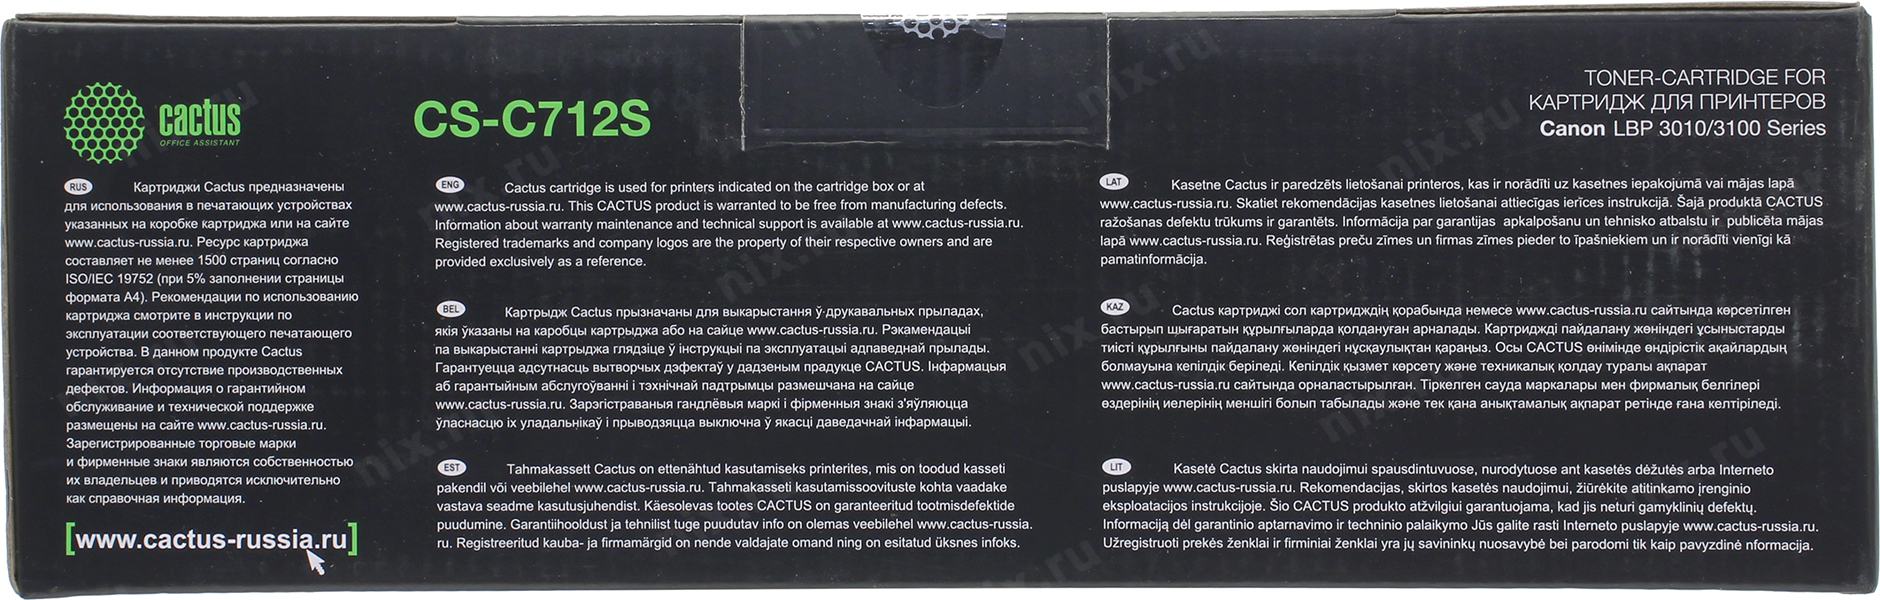 cactus
OFFICE ASSISTANT
CS-C712S
TONER-CARTRIDGE FOR
КАРТРИДЖ ДЛЯ ПРИНТЕРОВ
Canon LBP 3010/3100 Series
RUS Картриджи Cactus предназначены
для использования в печатающих устройствах
указанных на коробке картриджа или на сайте
www.cactus-russia.ru. Ресурс картриджа
составляет не менее 1500 страниц согласно
ISO/IEC 19752 (при 5% заполнении страницы
формата А4). Рекомендации по использованию
картриджа смотрите в инструкции по
эксплуатации соответствующего печатающего
устройства. В данном продукте Cactus
гарантируется отсутствие производственных
дефектов. Информация о гарантийном
обслуживание и технической поддержке
размещены на сайте www.cactus-russia.ru.
Зарегистрированные торговые марки
и фирменные знаки являются собственностью
их владельцев и приводятся исключительно
как справочная информация.
[www.cactus-russia.ru]
ENG Cactus cartridge is used for printers indicated on the cartridge box or at
www.cactus-russia.ru. This CACTUS product is warranted to be free from manufacturing defects.
Information about warranty maintenance and technical support is available at www.cactus-russia.ru.
Registered trademarks and company logos are the property of their respective owners and are
provided exclusively as a reference.
BEL Картрыдж Cactus прызначаны для выкарыстання ў друкавальных прыладах,
якія ўказаны на каробцы картрыджа або на сайце www.cactus-russia.ru. Рэкамендацыі
па выкарыстанні картрыджа глядзіце ў інструкцыі па эксплуатацыі адпаведнай прылады.
Гарантуецца адсутнасць вытворчых дэфектаў у дадзеным прадукце CACTUS. Інфармацыя
аб гарантыйным абслугоўванні і тэхнічнай падтрымцы размешчана на сайце
www.cactus-russia.ru. Зарэгістраваныя гандлёвыя маркі і фірменныя знакі з'яўляюцца
ўласнасцю іх уладальнікаў і прыводзяцца выключна ў якасці даведачнай інфармацыі.
EST Tahmakassett Cactus on ettenähtud kasutamiseks printerites, mis on toodud kasseti
pakendil või veebilehel www.cactus-russia.ru. Tahmakasseti kasutamissoovituste kohta vaadake
vastava seadme kasutusjuhendist. Käesolevas tootes CACTUS on garanteeritud tootmisdefektide
puudumine. Garantiihooldust ja tehnilist tuge puudutav info on olemas veebilehel www.cactus-russia.
ru. Registreeritud kauba- ja firmamärgid on nende valdajate omand ning on esitatud üksnes infoks.
LAT Kasetne Cactus ir paredzēts lietošanai printeros, kas ir norādīti uz kasetnes iepakojumā vai mājas lapā
www.cactus-russia.ru. Skatiet rekomendācijas kasetnes lietošanai attiecīgas ierīces instrukcijā. Šajā produktā CACTUS
ražošanas defektu trūkums ir garantēts. Informācija par garantijas apkalpošanu un tehnisko atbalstu ir publicēta mājas
lapā www.cactus-russia.ru. Reģistrētas preču zīmes un firmas zīmes pieder to īpašniekiem un ir norādīti vienīgi kā
pamatinformācija.
KAZ Cactus картриджі сол картридждің қорабында немесе www.cactus-russia.ru сайтында көрсетілген
бастырып шығаратын құрылғыларда қолдануған арналады. Картриджді пайдалану жөніндегі ұсыныстарды
тиісті құрылғыны пайдалану жөніндегі нұсқаулықтан қараңыз. Осы CACTUS өнімінде өндірістік ақайлардың
болмауына кепілдік беріледі. Кепілдік қызмет көрсету және техникалық қолдау туралы ақпарат
www.cactus-russia.ru сайтында орналастырылған. Тіркелген сауда маркалары мен фирмалық белгілері
өздерінің иелерінің меншігі болып табылады және тек қана анықтамалық ақпарат ретінде ғана келтіріледі.
LIT Kasetė Cactus skirta naudojimui spausdintuvuose, nurodytuose ant kasetės dėžutės arba Interneto
puslapyje www.cactus-russia.ru. Rekomendacijas, skirtos kasetės naudojimui, žiūrėkite atitinkamo įrenginio
eksploatacijos instrukcijoje. Šio CACTUS produkto atžvilgiui garantuojama, kad jis neturi gamyklinių defektų.
Informaciją dėl garantinio aptarnavimo ir techninio palaikymo Jūs galite rasti Interneto puslapyje www.cactus-russia.ru.
Užregistruoti prekės ženklai ir firminiai ženklai yra jų savininkų nuosavybė bei parodomi tik kaip pavyzdinė nformacija.
nix.ru